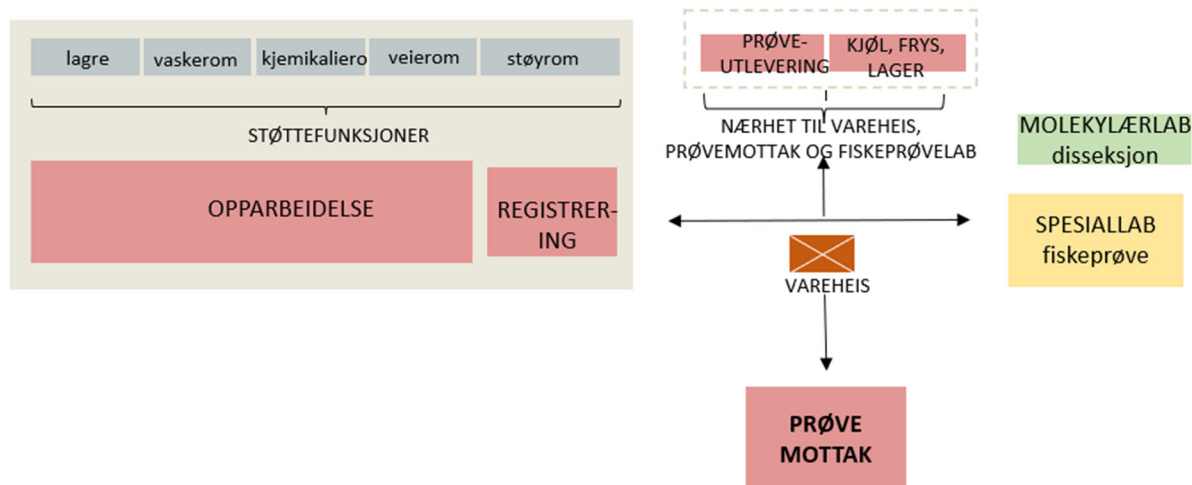 lagre
vaskerom
kjemikaliero
veierom
støyrom
STØTTEFUNKSJONER
OPPARBEIDELSE
REGISTRER-
ING
PRØVE-
UTLEVERING
KJØL, FRYS,
LAGER
NÆRHET TIL VAREHEIS,
PRØVEMOTTAK OG FISKEPRØVELAB
MOLEKYLÆRLAB
disseksjon
SPESIALLAB
fiskeprøve
VAREHEIS
PRØVE
MOTTAK